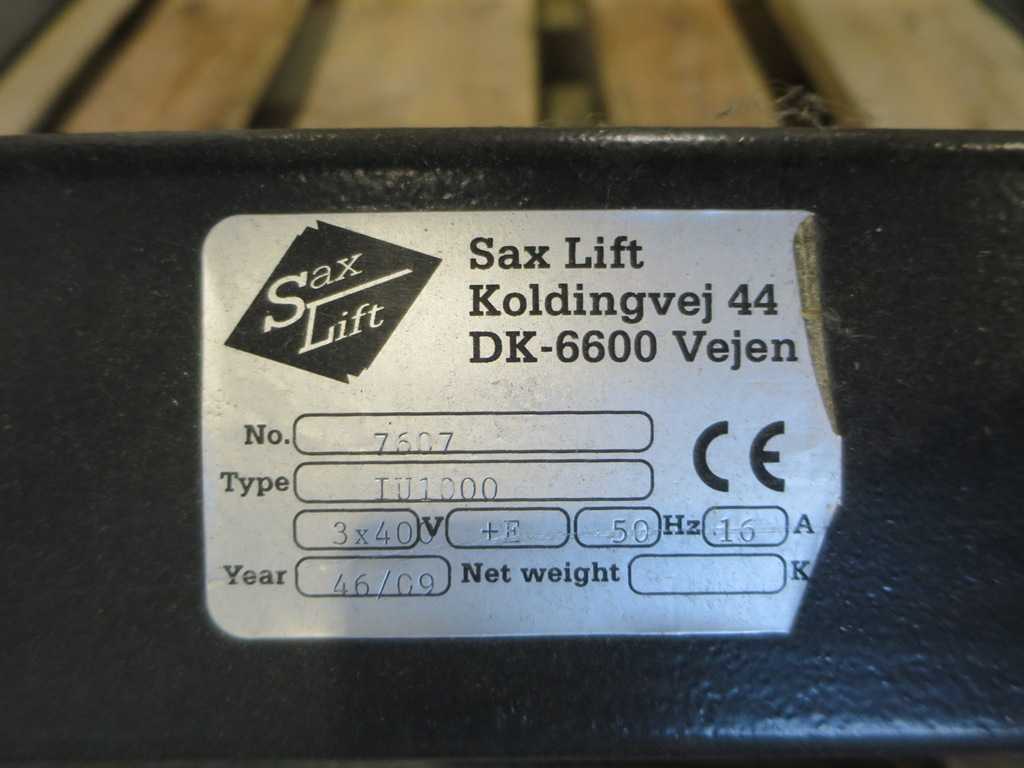 Sax
Lift
Sax Lift
Koldingvej 44
DK-6600 Vejen
No. 7607
Type IU1000
3x400 V +E 50 Hz 16 A
Year 46/09 Net weight K
CE